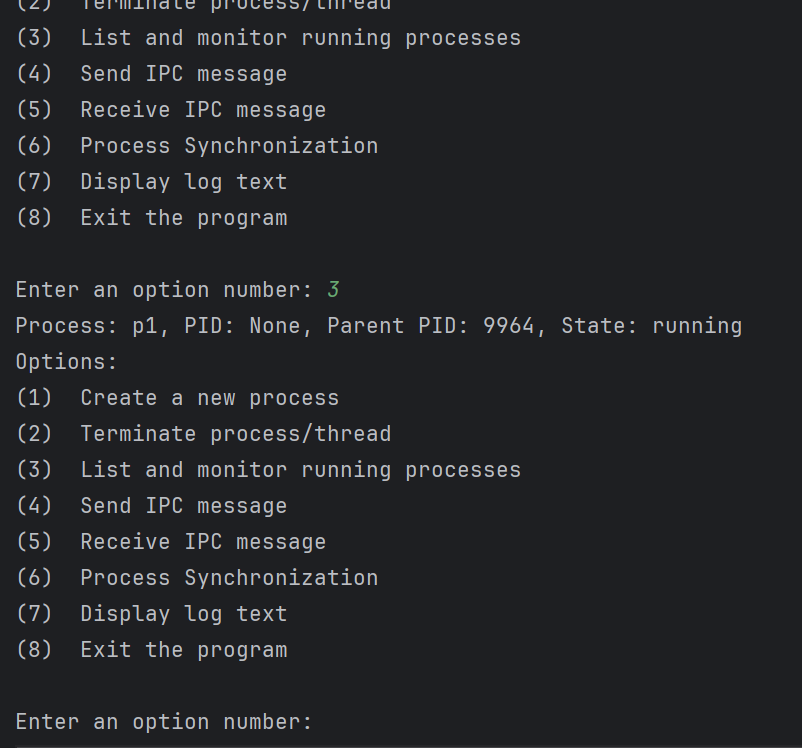 (2)  Terminate process/thread
(3)  List and monitor running processes
(4)  Send IPC message
(5)  Receive IPC message
(6)  Process Synchronization
(7)  Display log text
(8)  Exit the program
Enter an option number: 3
Process: p1, PID: None, Parent PID: 9964, State: running
Options:
(1)  Create a new process
(2)  Terminate process/thread
(3)  List and monitor running processes
(4)  Send IPC message
(5)  Receive IPC message
(6)  Process Synchronization
(7)  Display log text
(8)  Exit the program
Enter an option number: